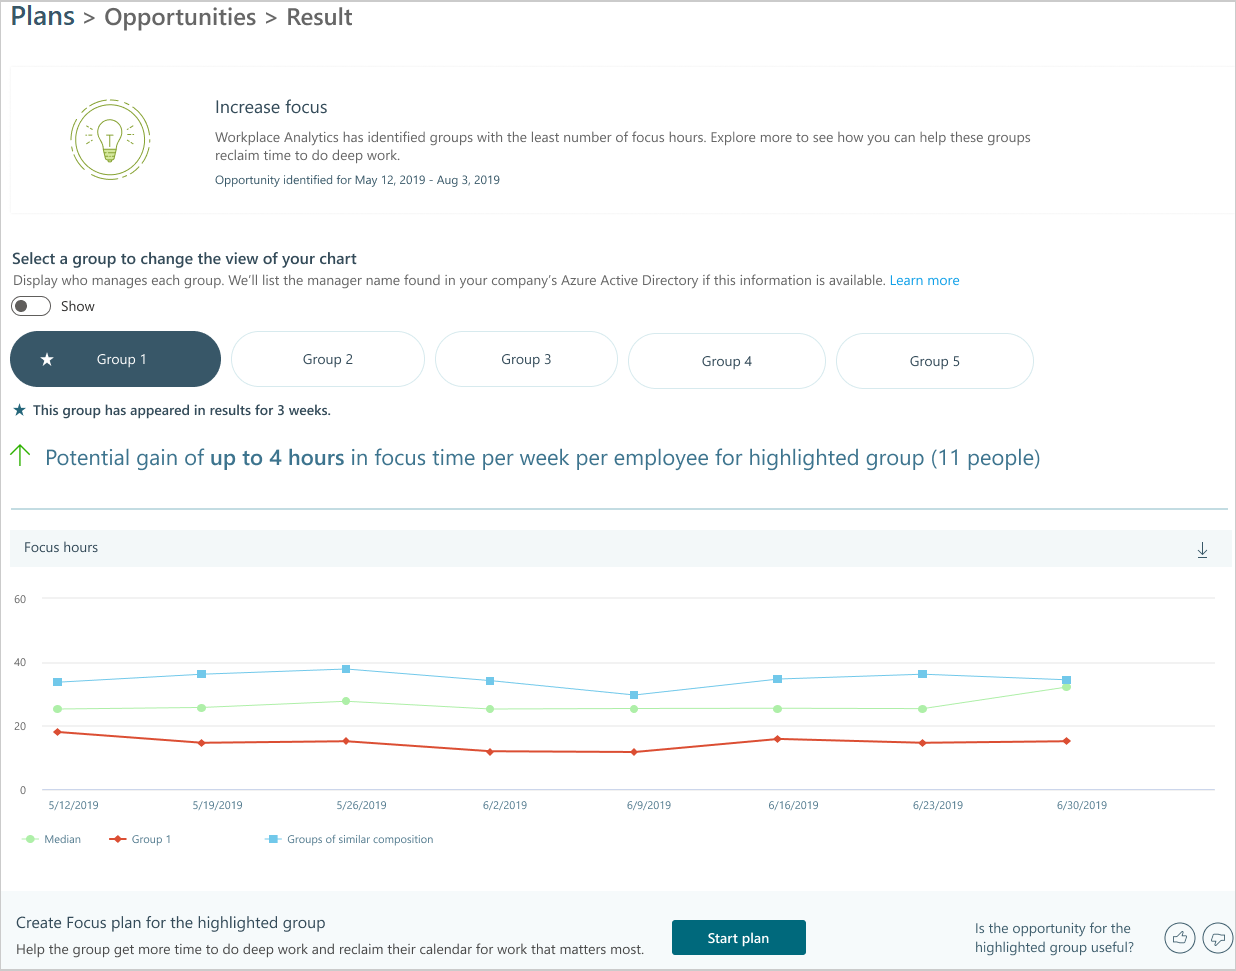 Plans > Opportunities > Result
Increase focus
Workplace Analytics has identified groups with the least number of focus hours. Explore more to see how you can help these groups
reclaim time to do deep work.
Opportunity identified for May 12, 2019 - Aug 3, 2019
Select a group to change the view of your chart
Display who manages each group. We'll list the manager name found in your company's Azure Active Directory if this information is available. Learn more
Show
★ Group 1
Group 2
Group 3
Group 4
Group 5
★ This group has appeared in results for 3 weeks.
Potential gain of up to 4 hours in focus time per week per employee for highlighted group (11 people)
Focus hours
60
40
20
0
5/12/2019
5/19/2019
5/26/2019
6/2/2019
6/9/2019
6/16/2019
6/23/2019
6/30/2019
Median
Group 1
Groups of similar composition
Create Focus plan for the highlighted group
Help the group get more time to do deep work and reclaim their calendar for work that matters most.
Start plan
Is the opportunity for the
highlighted group useful?